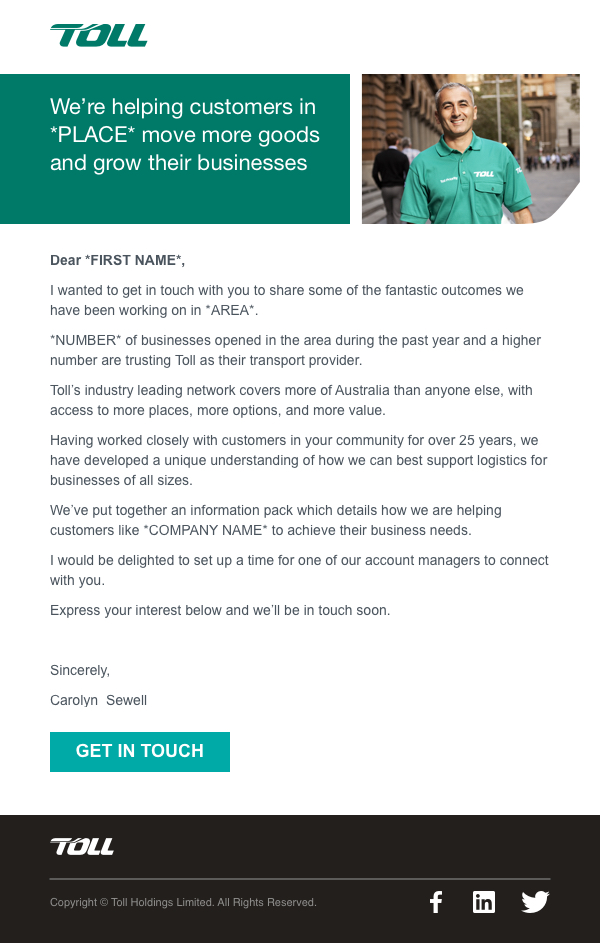 TOLL
We’re helping customers in
*PLACE* move more goods
and grow their businesses
TOLL
Dear *FIRST NAME*,
I wanted to get in touch with you to share some of the fantastic outcomes we
have been working on in *AREA*.
*NUMBER* of businesses opened in the area during the past year and a higher
number are trusting Toll as their transport provider.
Toll’s industry leading network covers more of Australia than anyone else, with
access to more places, more options, and more value.
Having worked closely with customers in your community for over 25 years, we
have developed a unique understanding of how we can best support logistics for
businesses of all sizes.
We’ve put together an information pack which details how we are helping
customers like *COMPANY NAME* to achieve their business needs.
I would be delighted to set up a time for one of our account managers to connect
with you.
Express your interest below and we’ll be in touch soon.
Sincerely,
Carolyn  Sewell
GET IN TOUCH
TOLL
Copyright © Toll Holdings Limited. All Rights Reserved.